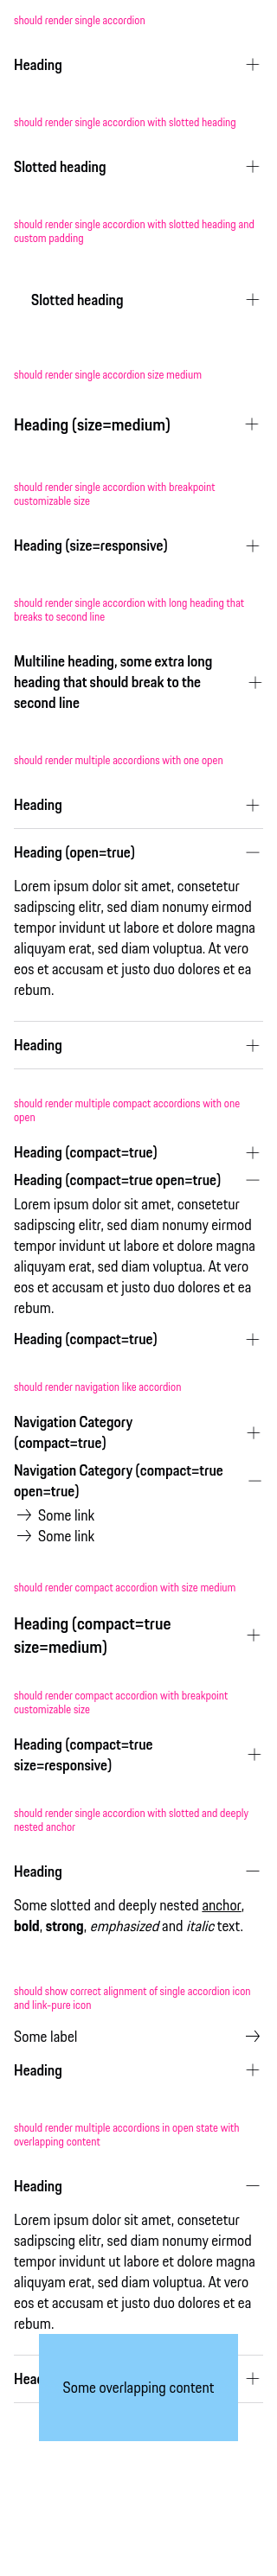 should render single accordion
Heading
should render single accordion with slotted heading
Slotted heading
should render single accordion with slotted heading and
custom padding
Slotted heading
should render single accordion size medium
Heading (size=medium)
should render single accordion with breakpoint
customizable size
Heading (size=responsive)
should render single accordion with long heading that
breaks to second line
Multiline heading, some extra long
heading that should break to the
second line
should render multiple accordions with one open
Heading
Heading (open=true)
Lorem ipsum dolor sit amet, consetetur
sadipscing elitr, sed diam nonumy eirmod
tempor invidunt ut labore et dolore magna
aliquyam erat, sed diam voluptua. At vero
eos et accusam et justo duo dolores et ea
rebum.
Heading
should render multiple compact accordions with one
open
Heading (compact=true)
Heading (compact=true open=true)
Lorem ipsum dolor sit amet, consetetur
sadipscing elitr, sed diam nonumy eirmod
tempor invidunt ut labore et dolore magna
aliquyam erat, sed diam voluptua. At vero
eos et accusam et justo duo dolores et ea
rebum.
Heading (compact=true)
should render navigation like accordion
Navigation Category
(compact=true)
Navigation Category (compact=true
open=true)
Some link
Some link
should render compact accordion with size medium
Heading (compact=true
size=medium)
should render compact accordion with breakpoint
customizable size
Heading (compact=true
size=responsive)
should render single accordion with slotted and deeply
nested anchor
Heading
Some slotted and deeply nested anchor,
bold, strong, emphasized and italic text.
should show correct alignment of single accordion icon
and link-pure icon
Some label
Heading
should render multiple accordions in open state with
overlapping content
Heading
Lorem ipsum dolor sit amet, consetetur
sadipscing elitr, sed diam nonumy eirmod
tempor invidunt ut labore et dolore magna
aliquyam erat, sed diam voluptua. At vero
eos et accusam et justo duo dolores et ea
rebum.
Some overlapping content